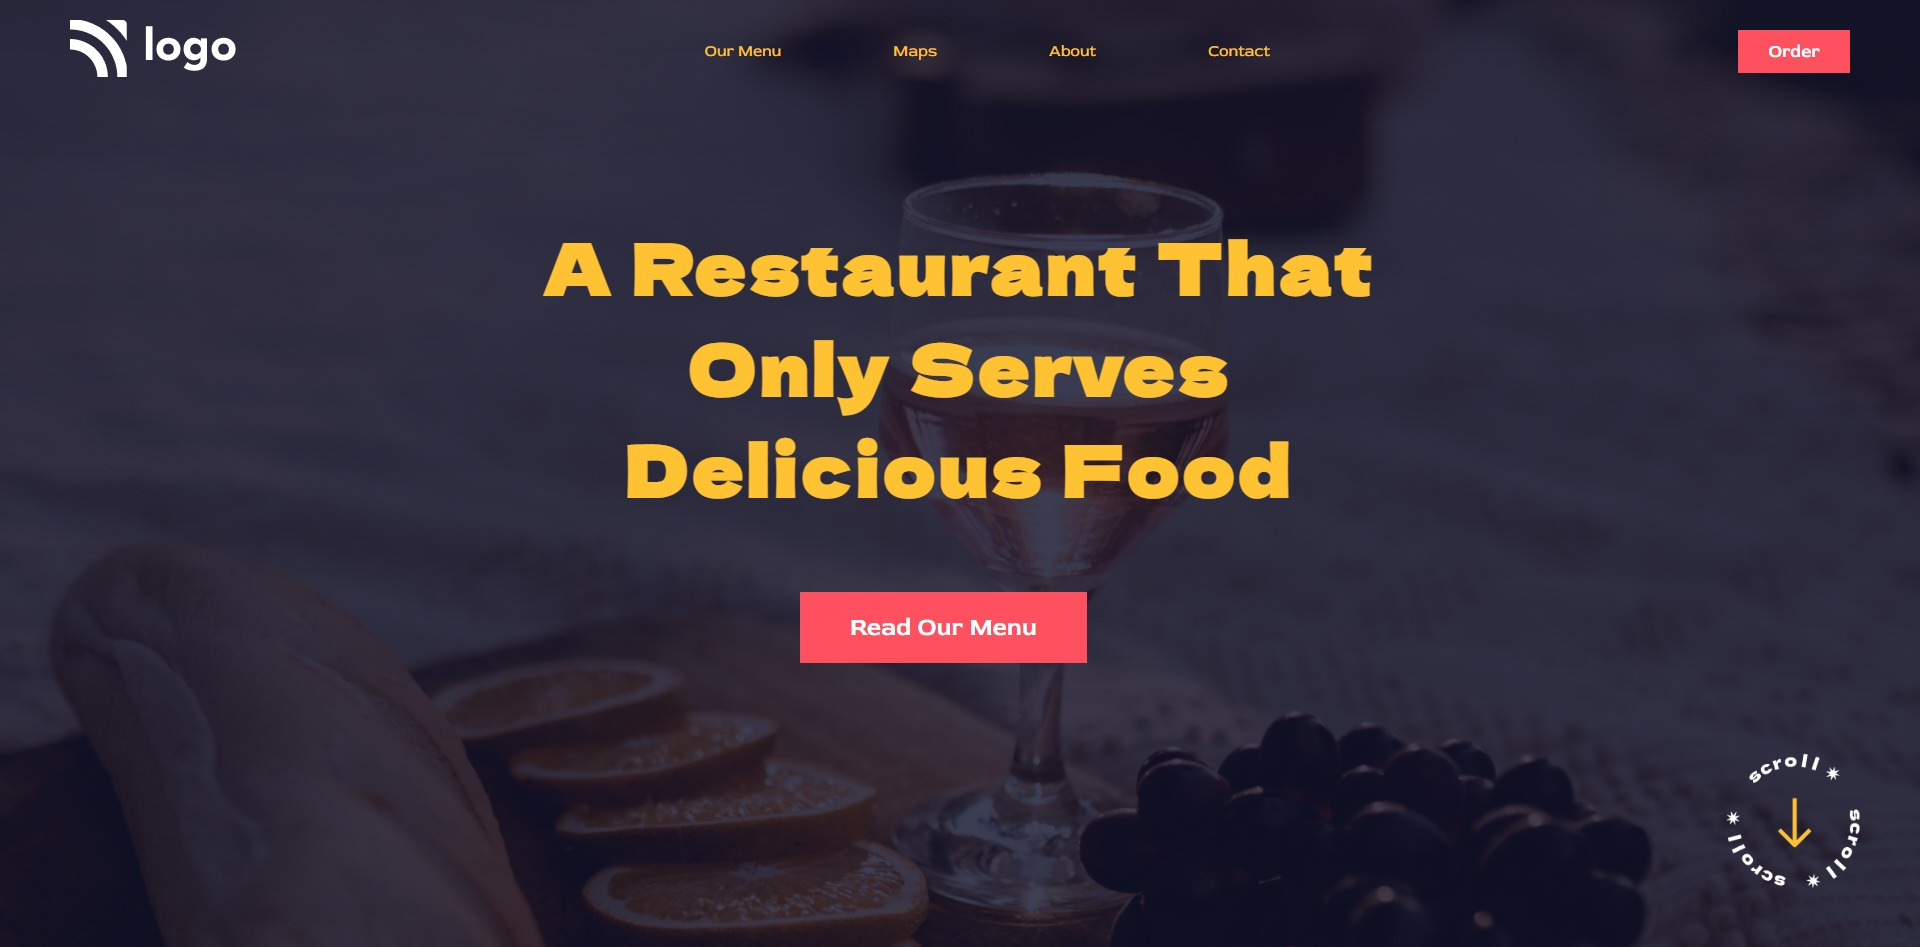 logo
Our Menu
Maps
About
Contact
Order
A Restaurant That
Only Serves
Delicious Food
Read Our Menu
scroll
scroll
scroll